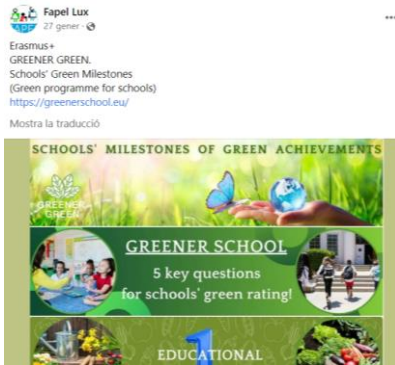 Fapel Lux
27 gener ·
Erasmus+
GREENER GREEN.
Schools' Green Milestones
(Green programme for schools)
https://greenerschool.eu/
Mostra la traducció
SCHOOLS' MILESTONES OF GREEN ACHIEVEMENTS
GREENER
GREEN
GREENER SCHOOL
5 key questions
for schools' green rating!
1
EDUCATIONAL